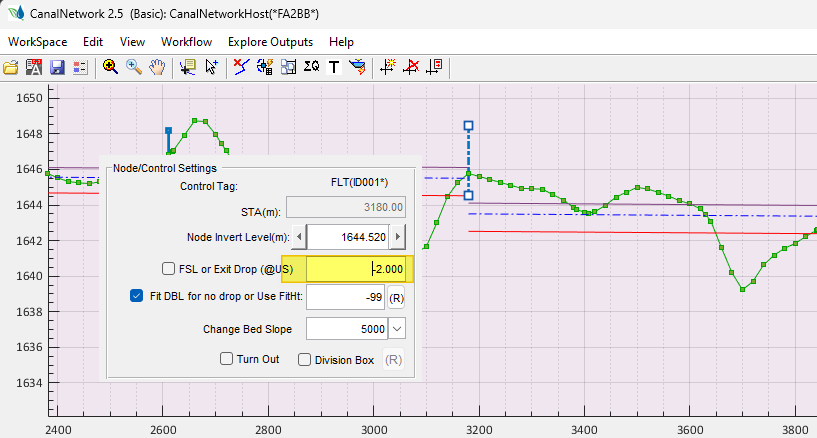 CanalNetwork 2.5 (Basic): CanalNetworkHost(*FA2BB*)
WorkSpace Edit View Workflow Explore Outputs Help
ΣQ T
1650
1648
1646
1644
1642
1640
1638
1636
1634
Node/Control Settings
Control Tag: FLT(ID001*)
STA(m): 3180.00
Node Invert Level(m): 1644.520
FSL or Exit Drop (@US) -2.000
Fit DBL for no drop or Use FitHt: -99 (R)
Change Bed Slope 5000
Turn Out Division Box (R)
2400 2600 2800 3000 3200 3400 3600 3800